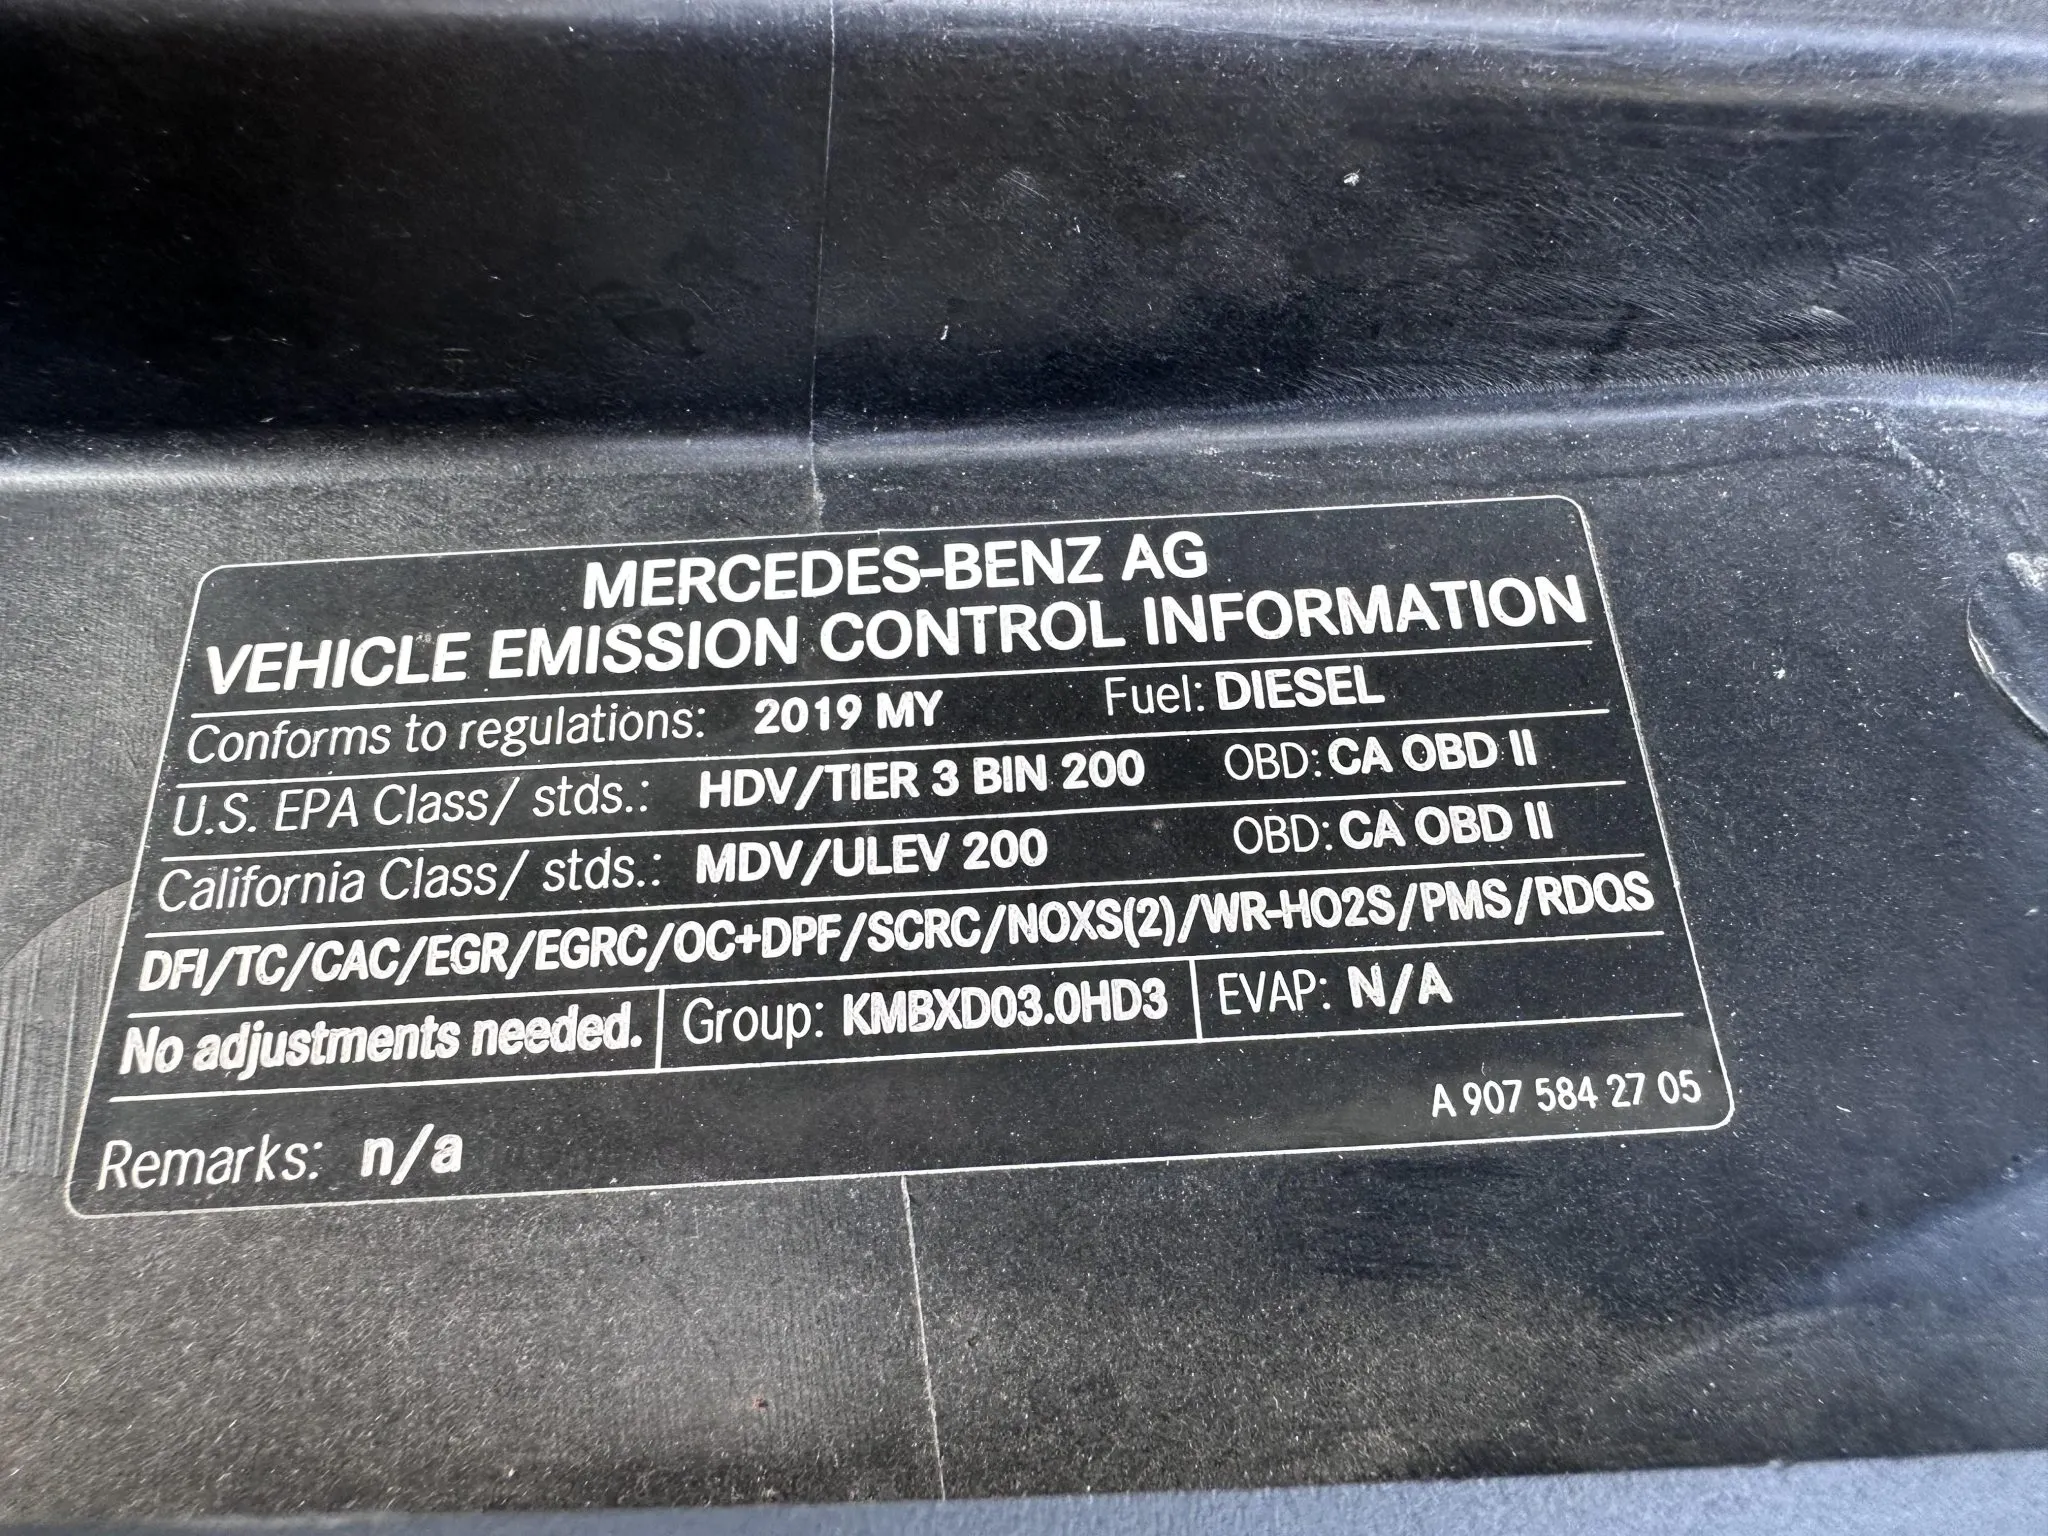 MERCEDES-BENZ AG
VEHICLE EMISSION CONTROL INFORMATION
Conforms to regulations: 2019 MY Fuel: DIESEL
U.S. EPA Class/ stds.: HDV/TIER 3 BIN 200 OBD: CA OBD II
California Class/ stds.: MDV/ULEV 200 OBD: CA OBD II
DFI/TC/CAC/EGR/EGRC/OC+DPF/SCRC/NOXS(2)/WR-HO2S/PMS/RDQS
No adjustments needed. Group: KMBXD03.0HD3 EVAP: N/A
A 907 584 27 05
Remarks: n/a